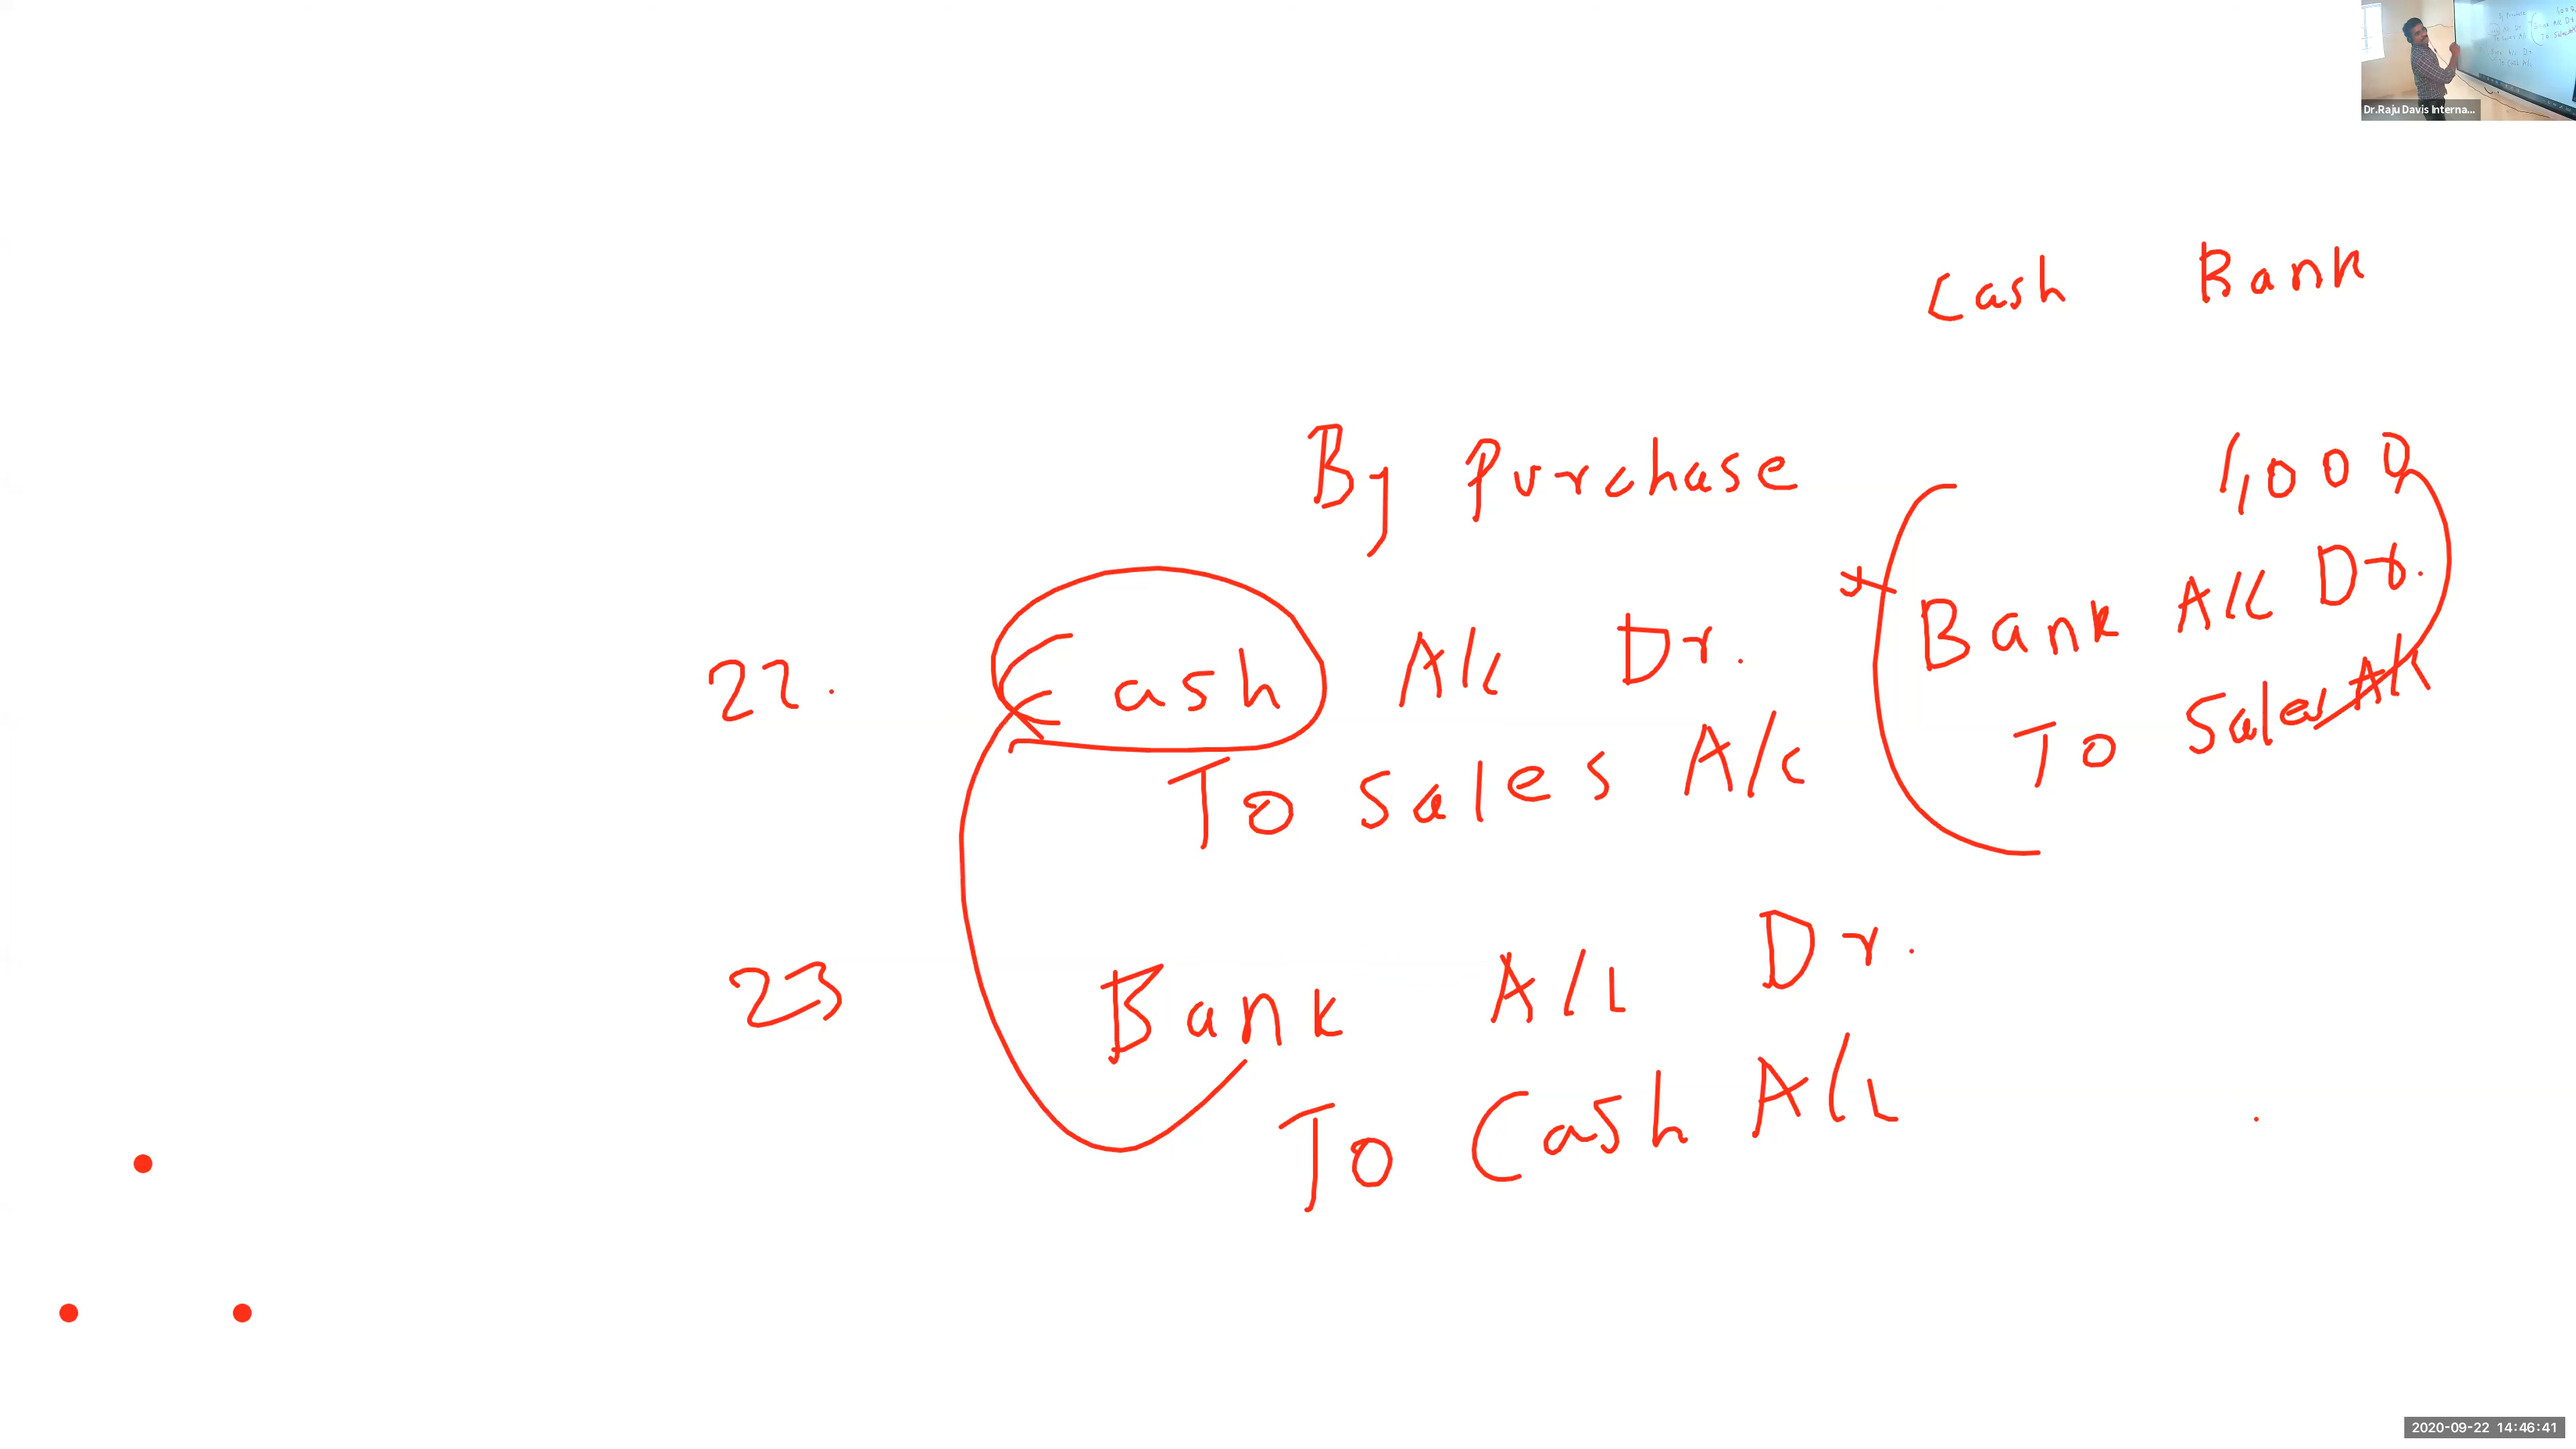 Dr.Raju Davis Interna...
Cash Bank
By Purchase 1,000
22. Cash A/c Dr.
To Sales A/c
Bank A/c Dr.
To Sales A/c
23 Bank A/c Dr.
To Cash A/c
2020-09-22 14:46:41